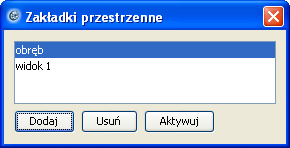 Zakładki przestrzenne
obręb
widok 1
Dodaj Usuń Aktywuj